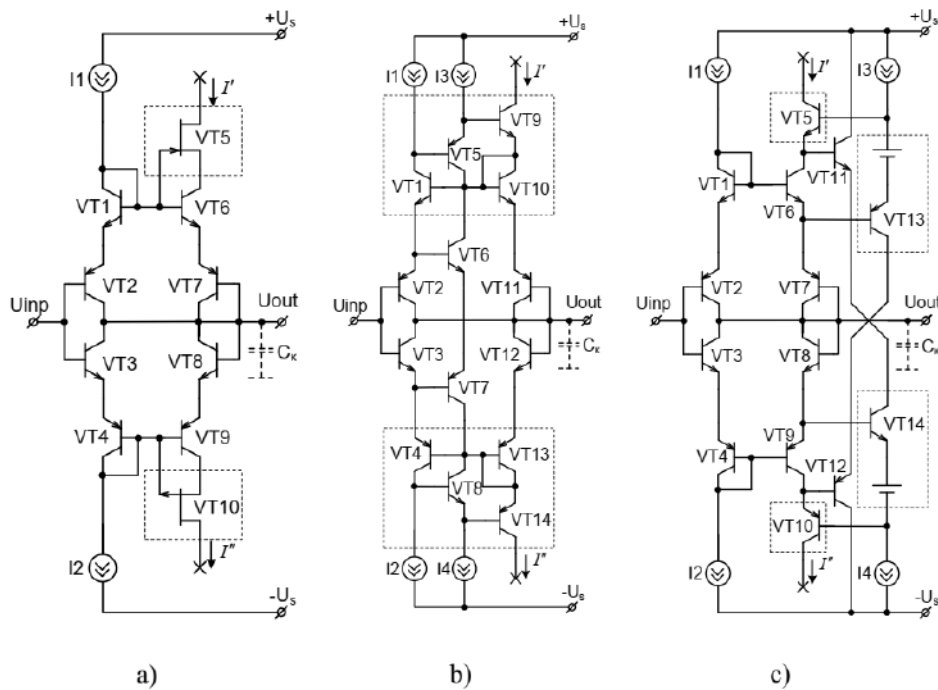 +Us
I1
I'
VT5
VT1
VT6
VT2
VT7
Uinp
Uout
VT3
VT8
Cк
VT4
VT9
VT10
I2
I"
-Us
a)
+Us
I1
I3
I'
VT9
VT5
VT1
VT10
VT6
VT2
VT11
Uinp
Uout
VT3
VT12
Cк
VT7
VT4
VT13
VT8
VT14
I2
I4
I"
-Us
b)
+Us
I1
I'
I3
VT5
VT11
VT1
VT6
VT13
VT2
VT7
Uinp
Uout
VT3
VT8
Cк
VT14
VT9
VT4
VT12
VT10
I2
I"
I4
-Us
c)